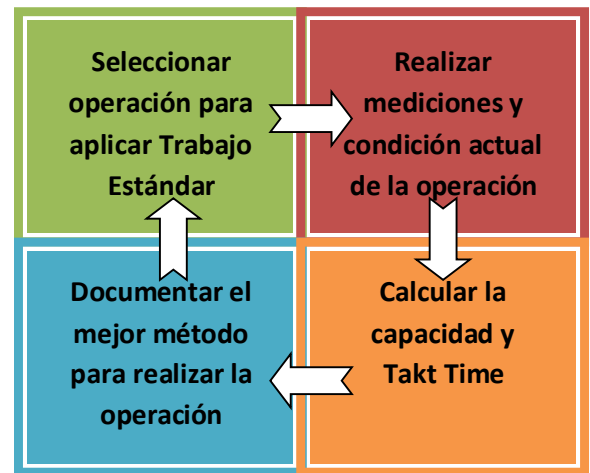 Seleccionar
operación para
aplicar Trabajo
Estándar
Realizar
mediciones y
condición actual
de la operación
Calcular la
capacidad y
Takt Time
Documentar el
mejor método
para realizar la
operación